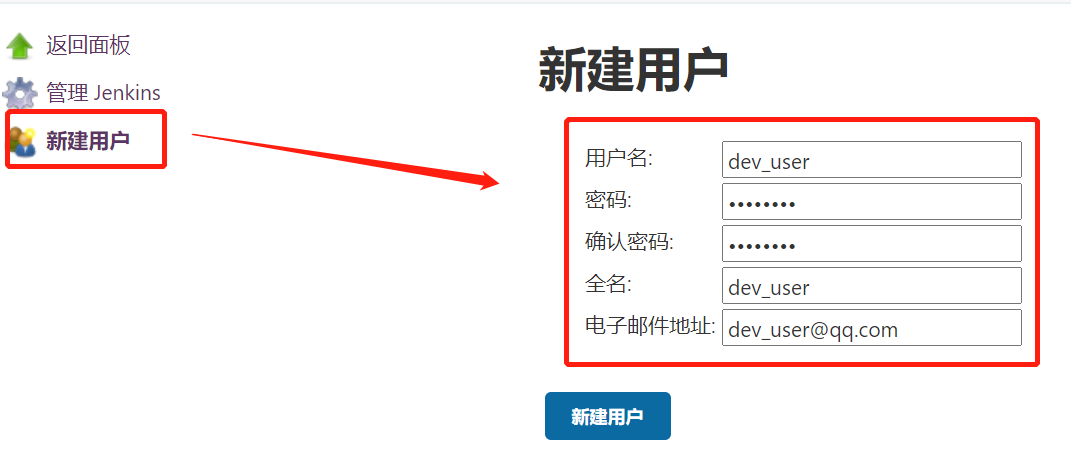 返回面板
管理 Jenkins
新建用户
新建用户
用户名: dev_user
密码: ••••••••
确认密码: ••••••••
全名: dev_user
电子邮件地址: dev_user@qq.com
新建用户